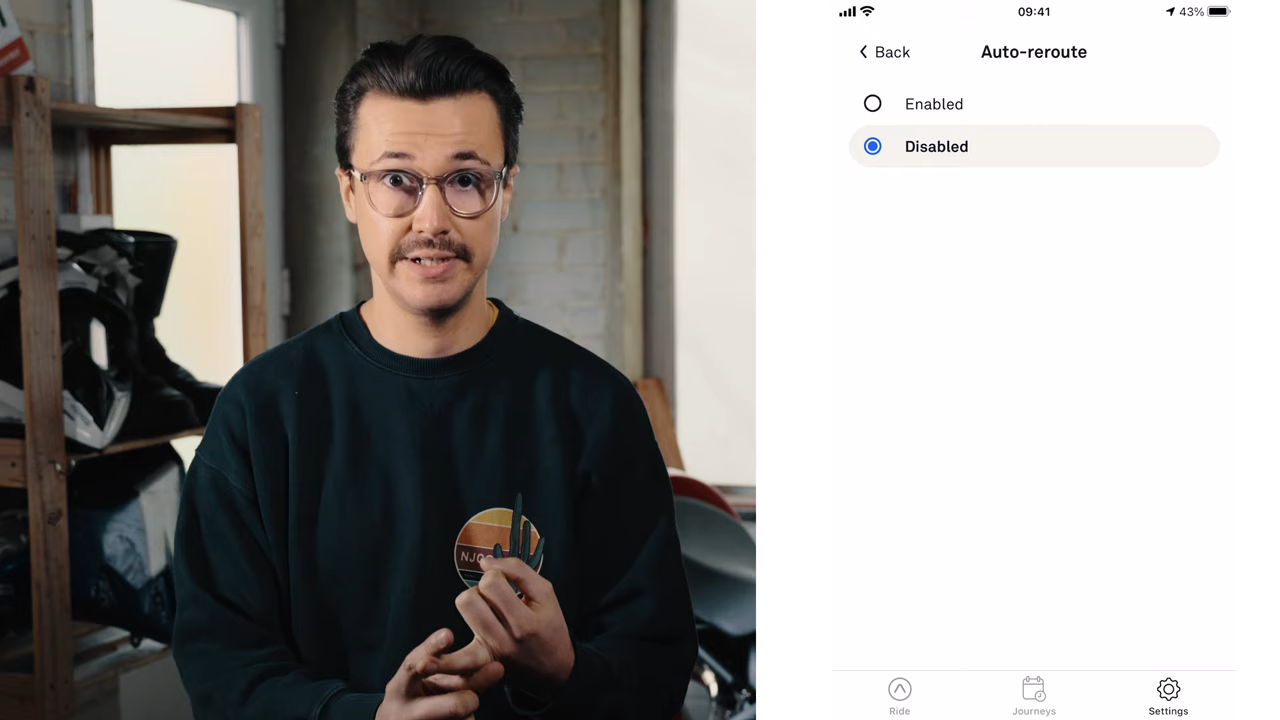 09:41
43%
Back
Auto-reroute
Enabled
Disabled
Ride
Journeys
Settings